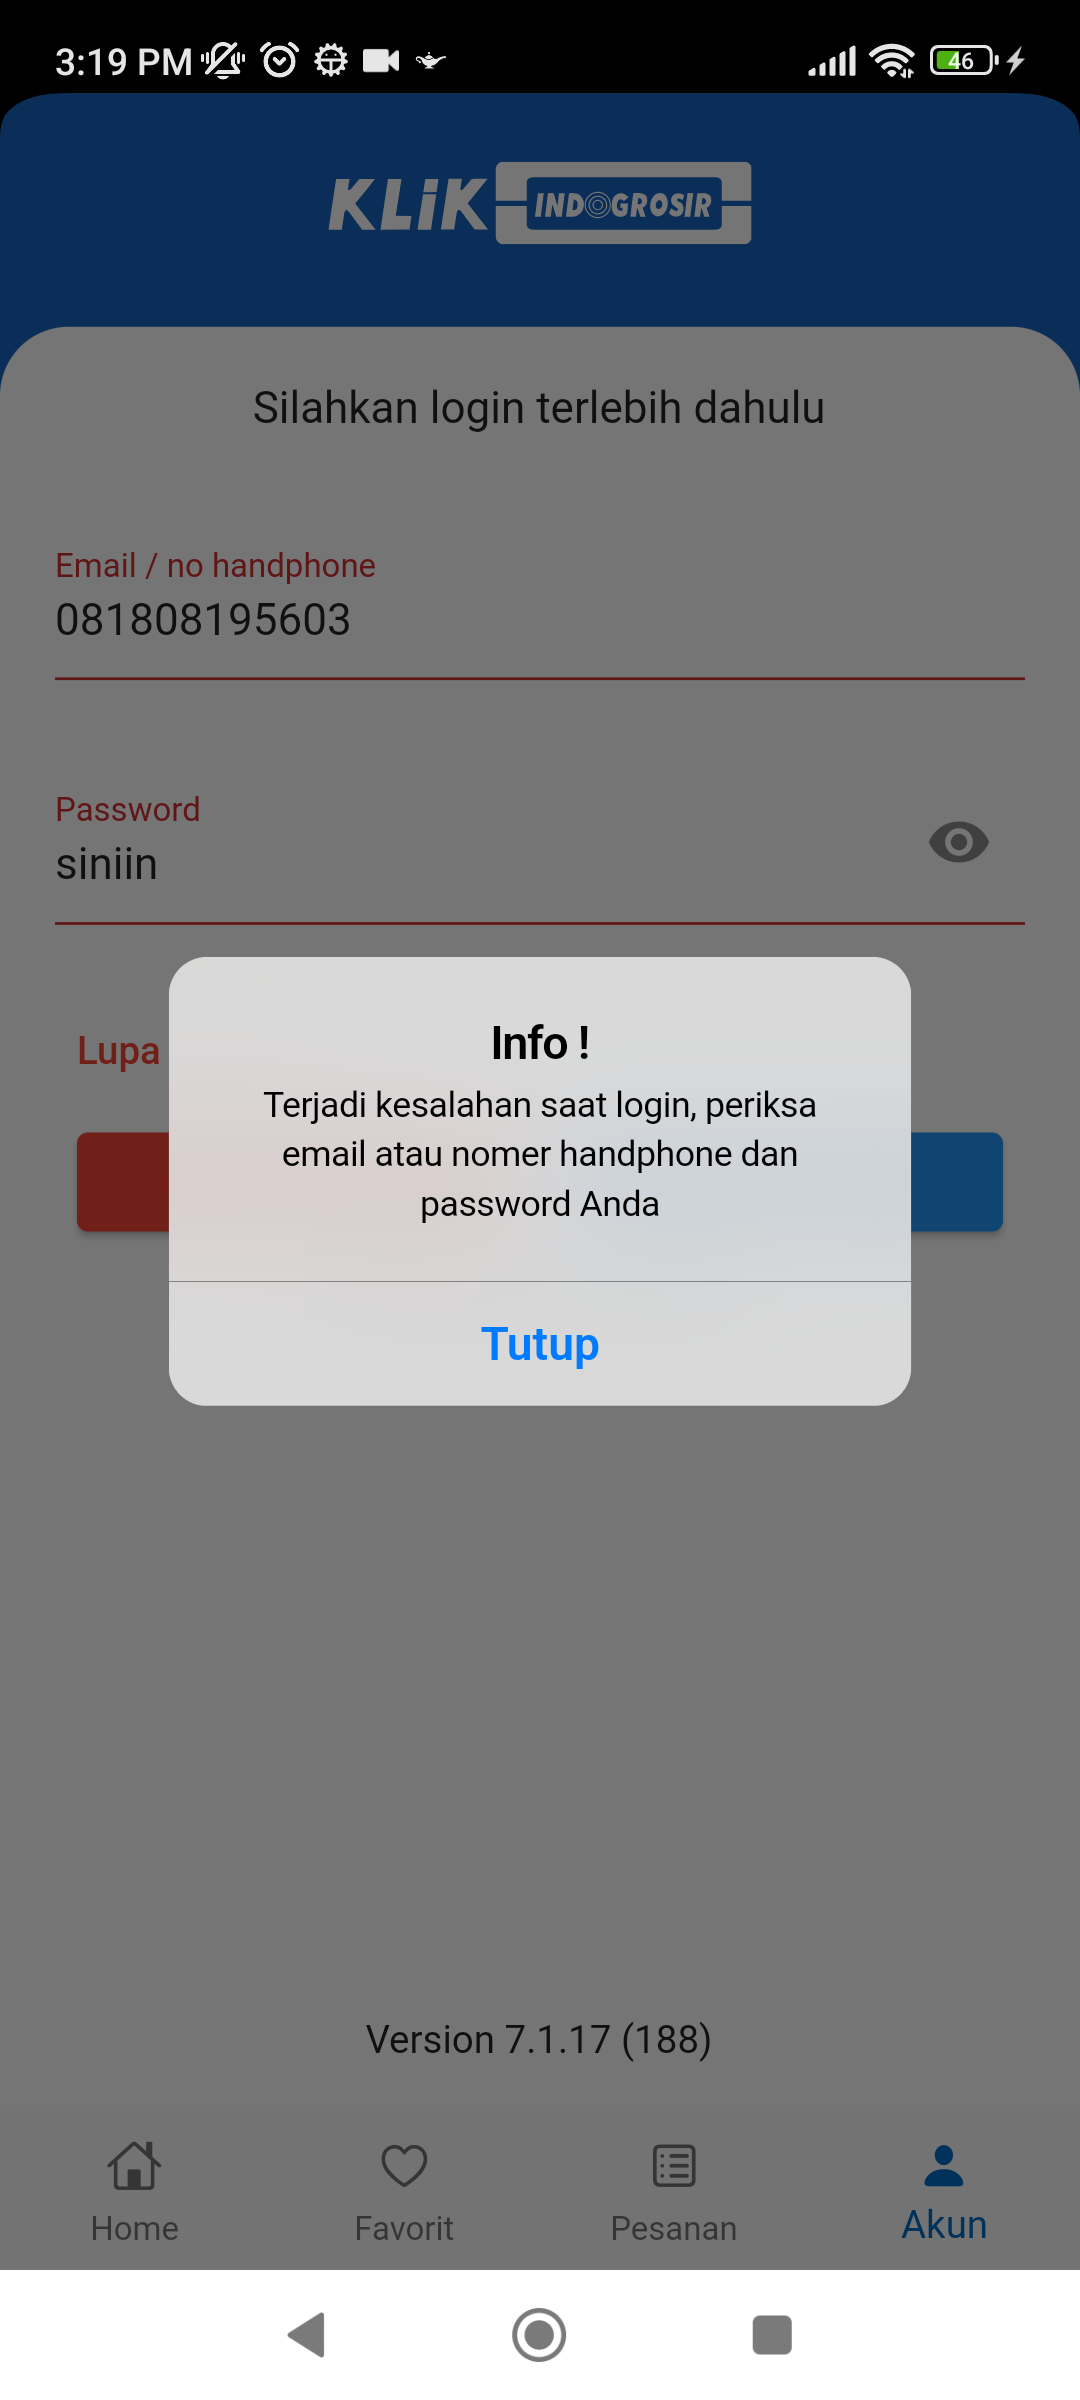 3:19 PM
46
KLiK INDOGROSIR
Silahkan login terlebih dahulu
Email / no handphone
081808195603
Password
siniin
Lupa
Info !
Terjadi kesalahan saat login, periksa
email atau nomer handphone dan
password Anda
Tutup
Version 7.1.17 (188)
Home
Favorit
Pesanan
Akun